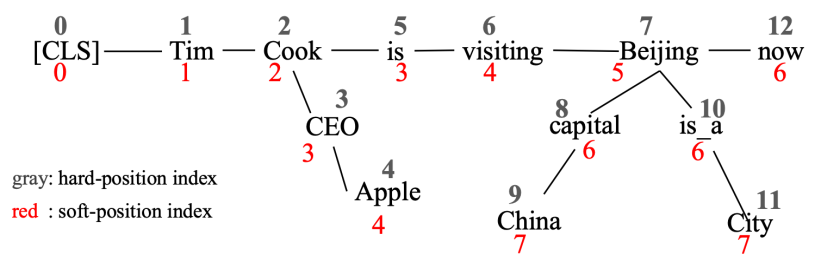 0 1 2 5 6 7 12
[CLS] Tim Cook is visiting Beijing now
0 1 2 3 4 5 6
3 8 10
CEO capital is_a
3 6 6
gray: hard-position index
4 9 11
Apple China City
red : soft-position index
4 7 7